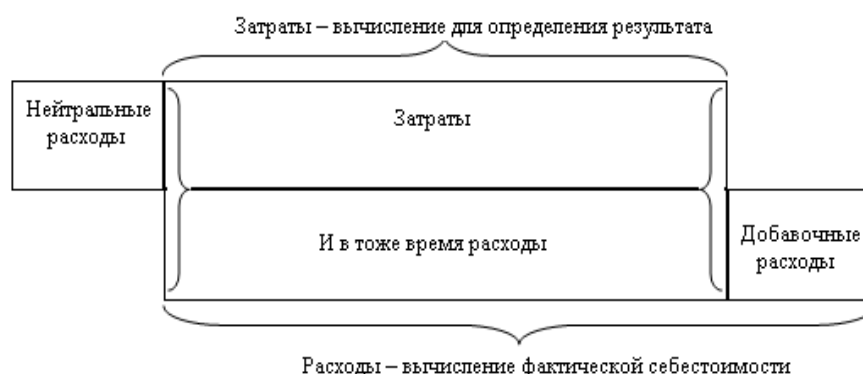 Затраты – вычисление для определения результата
Нейтральные
расходы
Затраты
И в тоже время расходы
Добавочные
расходы
Расходы – вычисление фактической себестоимости